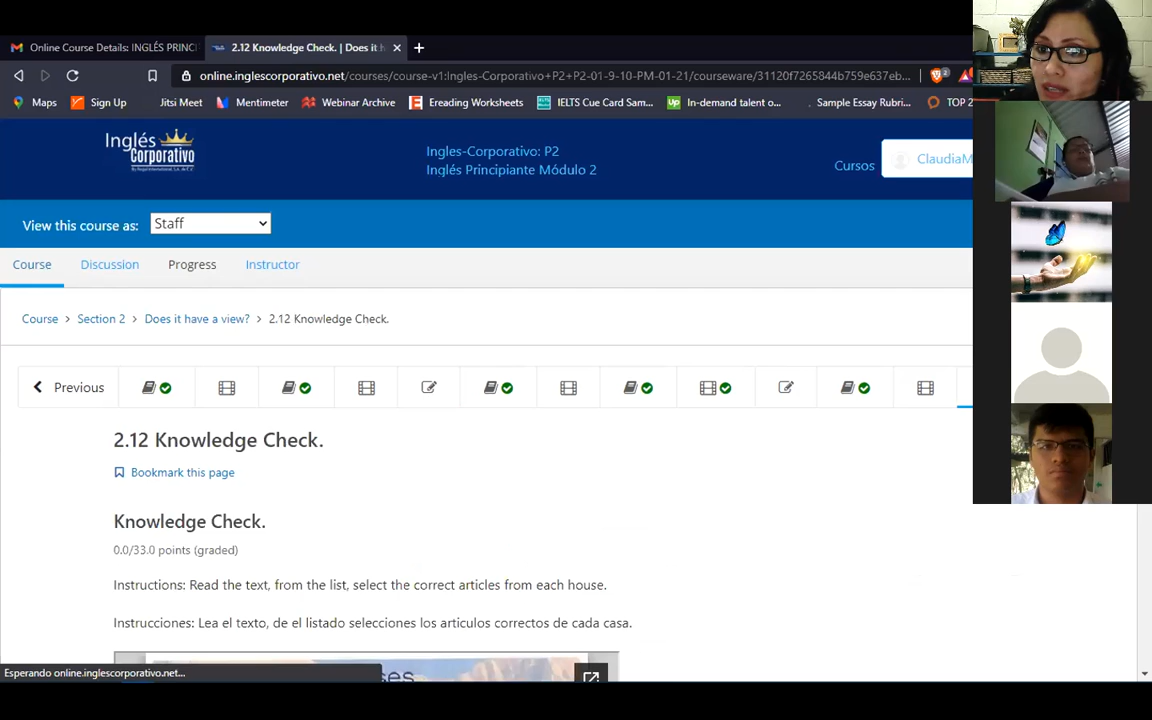 Online Course Details: INGLÉS PRINCI
2.12 Knowledge Check. | Does it h
online.inglescorporativo.net/courses/course-v1:Ingles-Corporativo+P2+P2-01-9-10-PM-01-21/courseware/31120f7265844b759e637eb...
2
Maps
Sign Up
Jitsi Meet
Mentimeter
Webinar Archive
Ereading Worksheets
IELTS Cue Card Sam...
Up
In-demand talent o...
Sample Essay Rubri...
TOP 2
Inglés
Corporativo
Ingles-Corporativo: P2
Inglés Principiante Módulo 2
Cursos
ClaudiaM
View this course as:
Staff
Course
Discussion
Progress
Instructor
Course > Section 2 > Does it have a view? > 2.12 Knowledge Check.
Previous
2.12 Knowledge Check.
Bookmark this page
Knowledge Check.
0.0/33.0 points (graded)
Instructions: Read the text, from the list, select the correct articles from each house.
Instrucciones: Lea el texto, de el listado selecciones los articulos correctos de cada casa.
Esperando online.inglescorporativo.net...